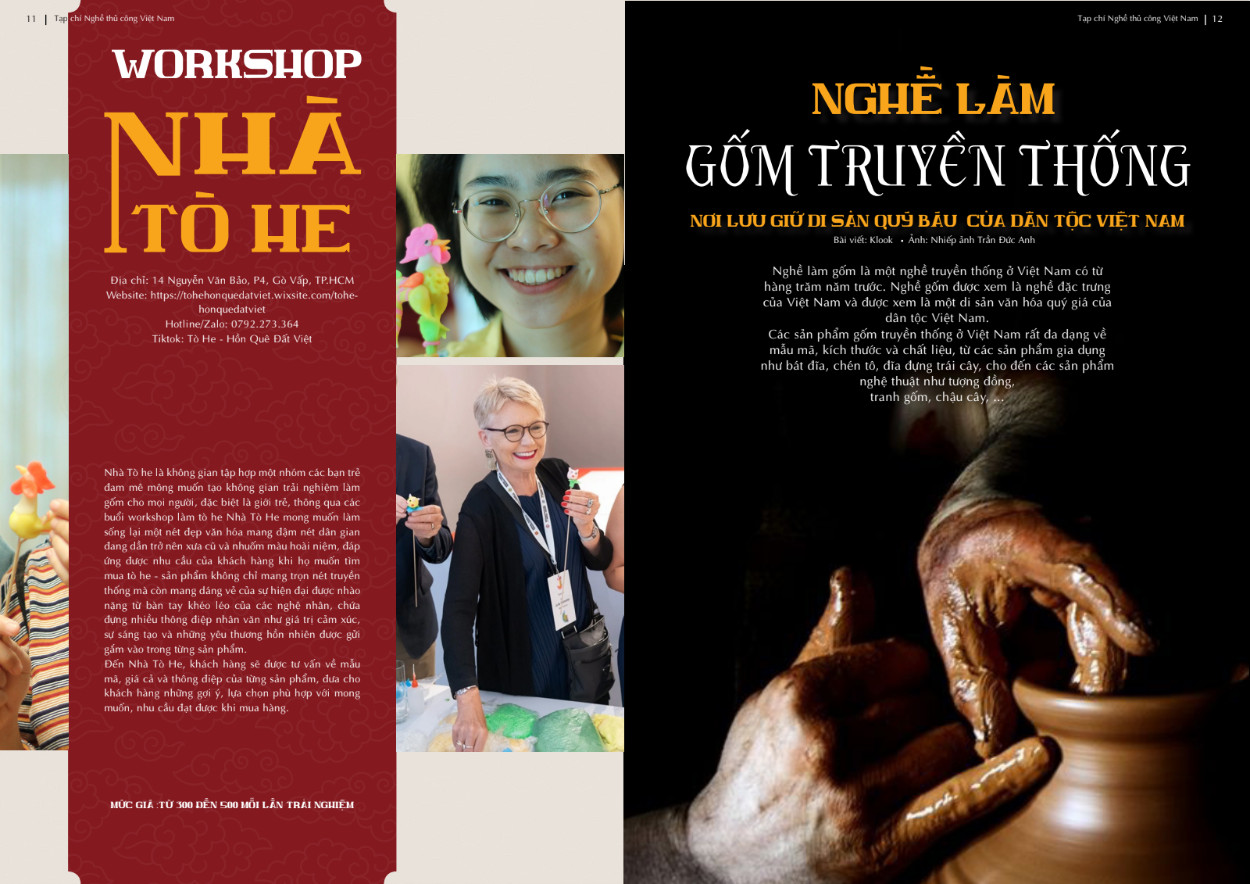 11 | Tạp chí Nghề thủ công Việt Nam
WORKSHOP
NHÀ
TÒ HE
Địa chỉ: 14 Nguyễn Văn Bảo, P4, Gò Vấp, TP.HCM
Website: https://tohehonquedatviet.wixsite.com/tohe-
honquedatviet
Hotline/Zalo: 0792.273.364
Tiktok: Tò He - Hồn Quê Đất Việt
Nhà Tò he là không gian tập hợp một nhóm các bạn trẻ
đam mê mông muốn tạo không gian trải nghiệm làm
gốm cho mọi người, đặc biệt là giới trẻ, thông qua các
buổi workshop làm tò he Nhà Tò He mong muốn làm
sống lại một nét đẹp văn hóa mang đậm nét dân gian
đang dần trở nên xưa cũ và nhuốm màu hoài niệm, đáp
ứng được nhu cầu của khách hàng khi họ muốn tìm
mua tò he - sản phẩm không chỉ mang trọn nét truyền
thống mà còn mang dáng vẻ của sự hiện đại được nhào
nặng từ bàn tay khéo léo của các nghệ nhân, chứa
đựng nhiều thông điệp nhân văn như giá trị cảm xúc,
sự sáng tạo và những yêu thương hồn nhiên được gửi
gắm vào trong từng sản phẩm.
Đến Nhà Tò He, khách hàng sẽ được tư vấn về mẫu
mã, giá cả và thông điệp của từng sản phẩm, đưa cho
khách hàng những gợi ý, lựa chọn phù hợp với mong
muốn, nhu cầu đạt được khi mua hàng.
MỨC GIÁ :TỪ 300 ĐẾN 500 MỖI LẦN TRẢI NGHIỆM
Tạp chí Nghề thủ công Việt Nam | 12
NGHỀ LÀM
GỐM TRUYỀN THỐNG
NƠI LƯU GIỮ DI SẢN QUÝ BÁU CỦA DÂN TỘC VIỆT NAM
Bài viết: Klook • Ảnh: Nhiếp ảnh Trần Đức Anh
Nghề làm gốm là một nghề truyền thống ở Việt Nam có từ
hàng trăm năm trước. Nghề gốm được xem là nghề đặc trưng
của Việt Nam và được xem là một di sản văn hóa quý giá của
dân tộc Việt Nam.
Các sản phẩm gốm truyền thống ở Việt Nam rất đa dạng về
mẫu mã, kích thước và chất liệu, từ các sản phẩm gia dụng
như bát đĩa, chén tô, đĩa đựng trái cây, cho đến các sản phẩm
nghệ thuật như tượng đồng,
tranh gốm, chậu cây, ...